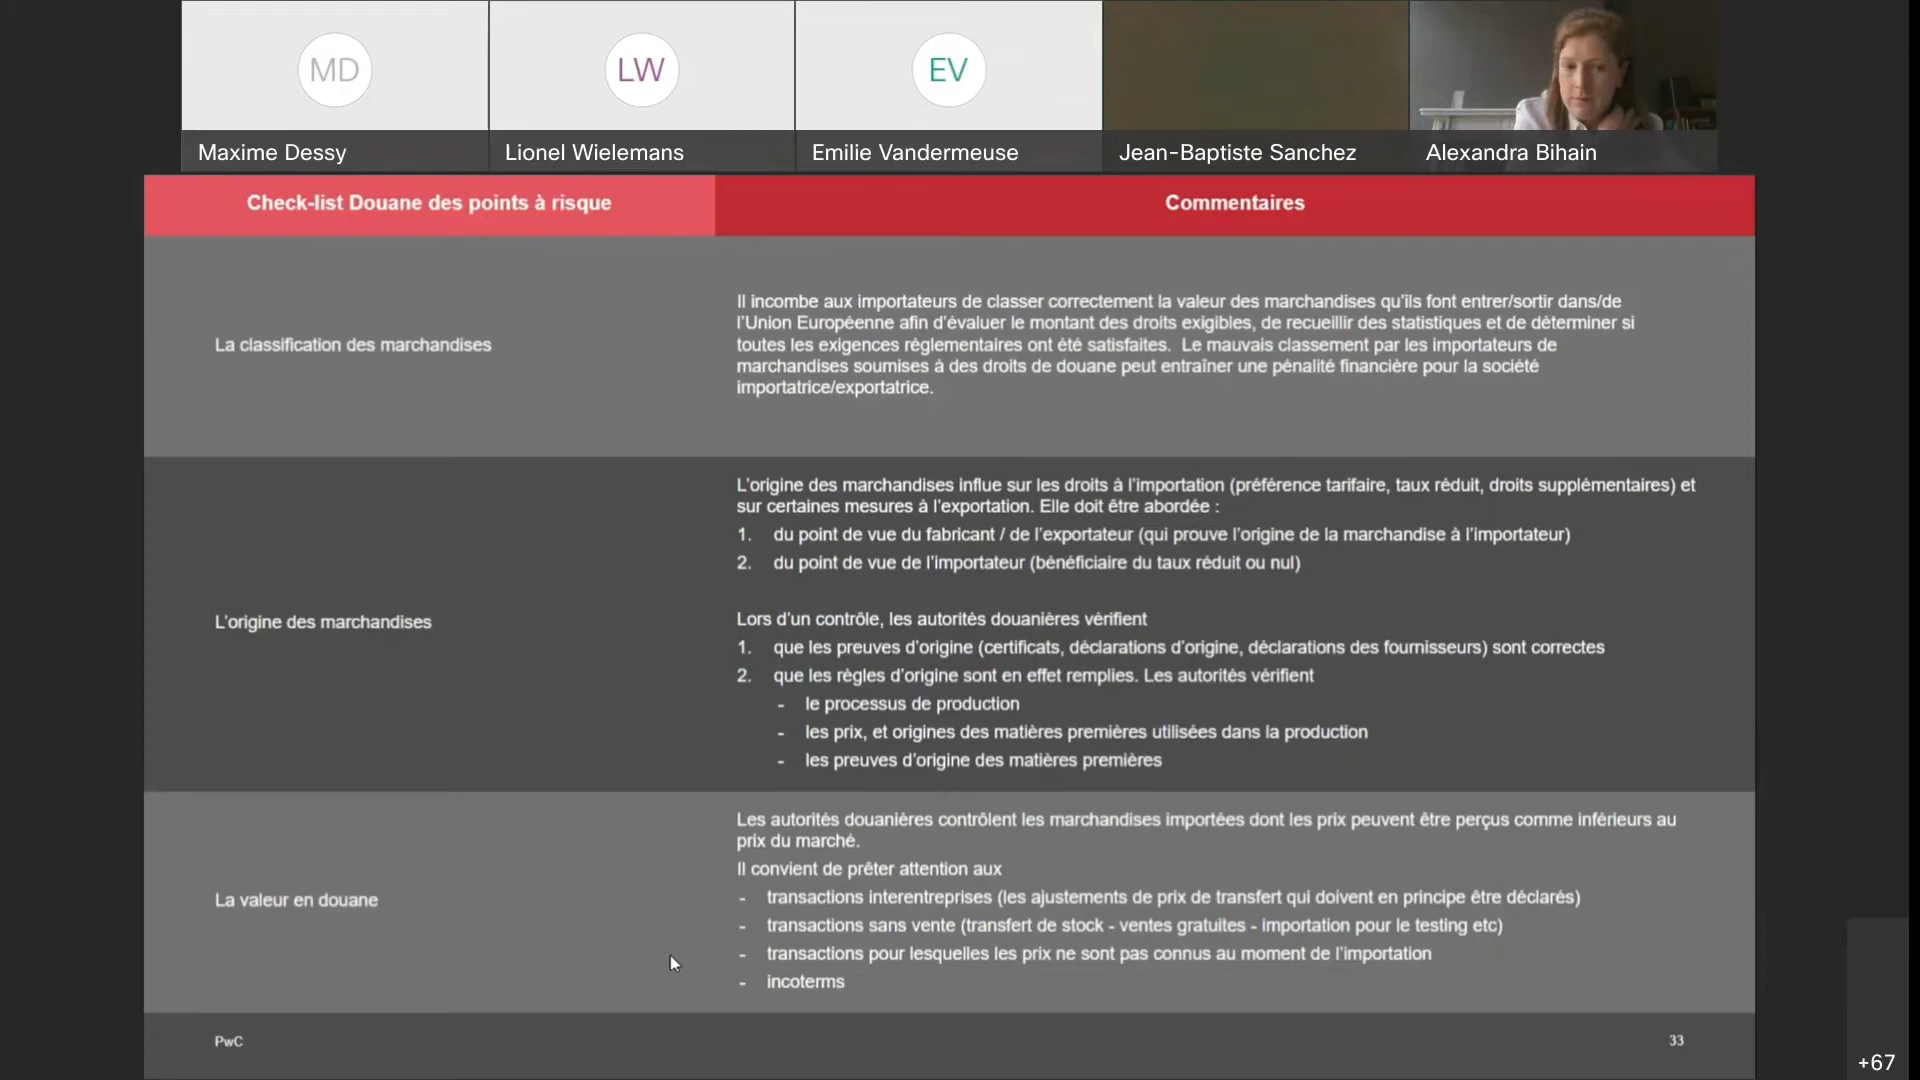 MD
LW
EV
Maxime Dessy
Lionel Wielemans
Emilie Vandermeuse
Jean-Baptiste Sanchez
Alexandra Bihain
Check-list Douane des points à risque
Commentaires
La classification des marchandises
Il incombe aux importateurs de classer correctement la valeur des marchandises qu’ils font entrer/sortir dans/de
l’Union Européenne afin d’évaluer le montant des droits exigibles, de recueillir des statistiques et de déterminer si
toutes les exigences réglementaires ont été satisfaites. Le mauvais classement par les importateurs de
marchandises soumises à des droits de douane peut entraîner une pénalité financière pour la société
importatrice/exportatrice.
L’origine des marchandises
L’origine des marchandises influe sur les droits à l’importation (préférence tarifaire, taux réduit, droits supplémentaires) et
sur certaines mesures à l’exportation. Elle doit être abordée :
1. du point de vue du fabricant / de l’exportateur (qui prouve l’origine de la marchandise à l’importateur)
2. du point de vue de l’importateur (bénéficiaire du taux réduit ou nul)
Lors d’un contrôle, les autorités douanières vérifient
1. que les preuves d’origine (certificats, déclarations d’origine, déclarations des fournisseurs) sont correctes
2. que les règles d’origine sont en effet remplies. Les autorités vérifient
- le processus de production
- les prix, et origines des matières premières utilisées dans la production
- les preuves d’origine des matières premières
La valeur en douane
Les autorités douanières contrôlent les marchandises importées dont les prix peuvent être perçus comme inférieurs au
prix du marché.
Il convient de prêter attention aux
- transactions interentreprises (les ajustements de prix de transfert qui doivent en principe être déclarés)
- transactions sans vente (transfert de stock - ventes gratuites - importation pour le testing etc)
- transactions pour lesquelles les prix ne sont pas connus au moment de l’importation
- incoterms
PwC
33
+67